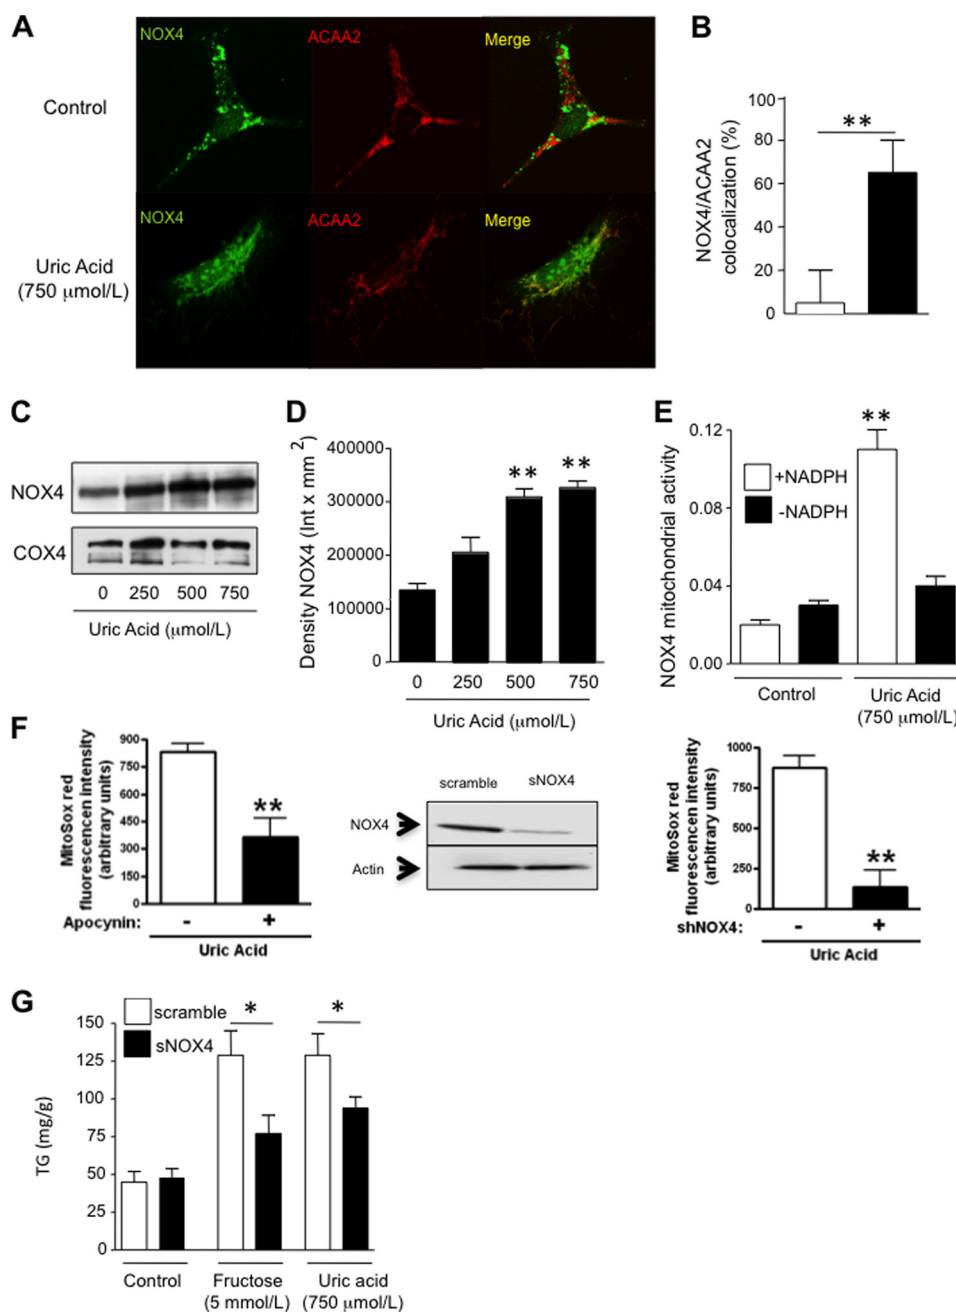 A
NOX4
ACAA2
Merge
Control
NOX4
ACAA2
Merge
Uric Acid
(750 μmol/L)
B
NOX4/ACAA2
colocalization (%)
100
80
60
40
20
0
**
C
NOX4
COX4
0 250 500 750
Uric Acid (μmol/L)
D
Density NOX4 (Int x mm²)
400000
300000
200000
100000
0
** **
0 250 500 750
Uric Acid (μmol/L)
E
NOX4 mitochondrial activity
0.12
0.08
0.04
0.00
**
+NADPH
-NADPH
Control
Uric Acid
(750 μmol/L)
F
MitoSox red
fluorescencen intensity
(arbitrary units)
900
750
600
450
300
150
0
**
Apocynin: - +
Uric Acid
scramble sNOX4
NOX4
Actin
MitoSox red
fluorescencen intensity
(arbitrary units)
1000
750
500
250
0
**
shNOX4: - +
Uric Acid
G
scramble
sNOX4
TG (mg/g)
150
125
100
75
50
25
0
* *
Control
Fructose
(5 mmol/L)
Uric acid
(750 μmol/L)